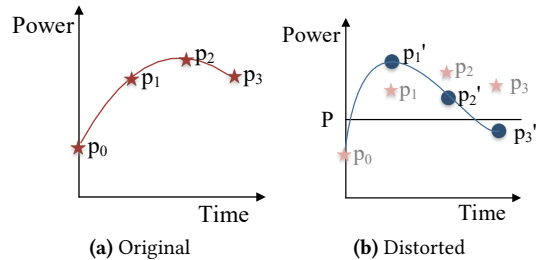 Power
p₀
p₁
p₂
p₃
Time
(a) Original
Power
P
p₀
p₁
p₂
p₃
p₁'
p₂'
p₃'
Time
(b) Distorted